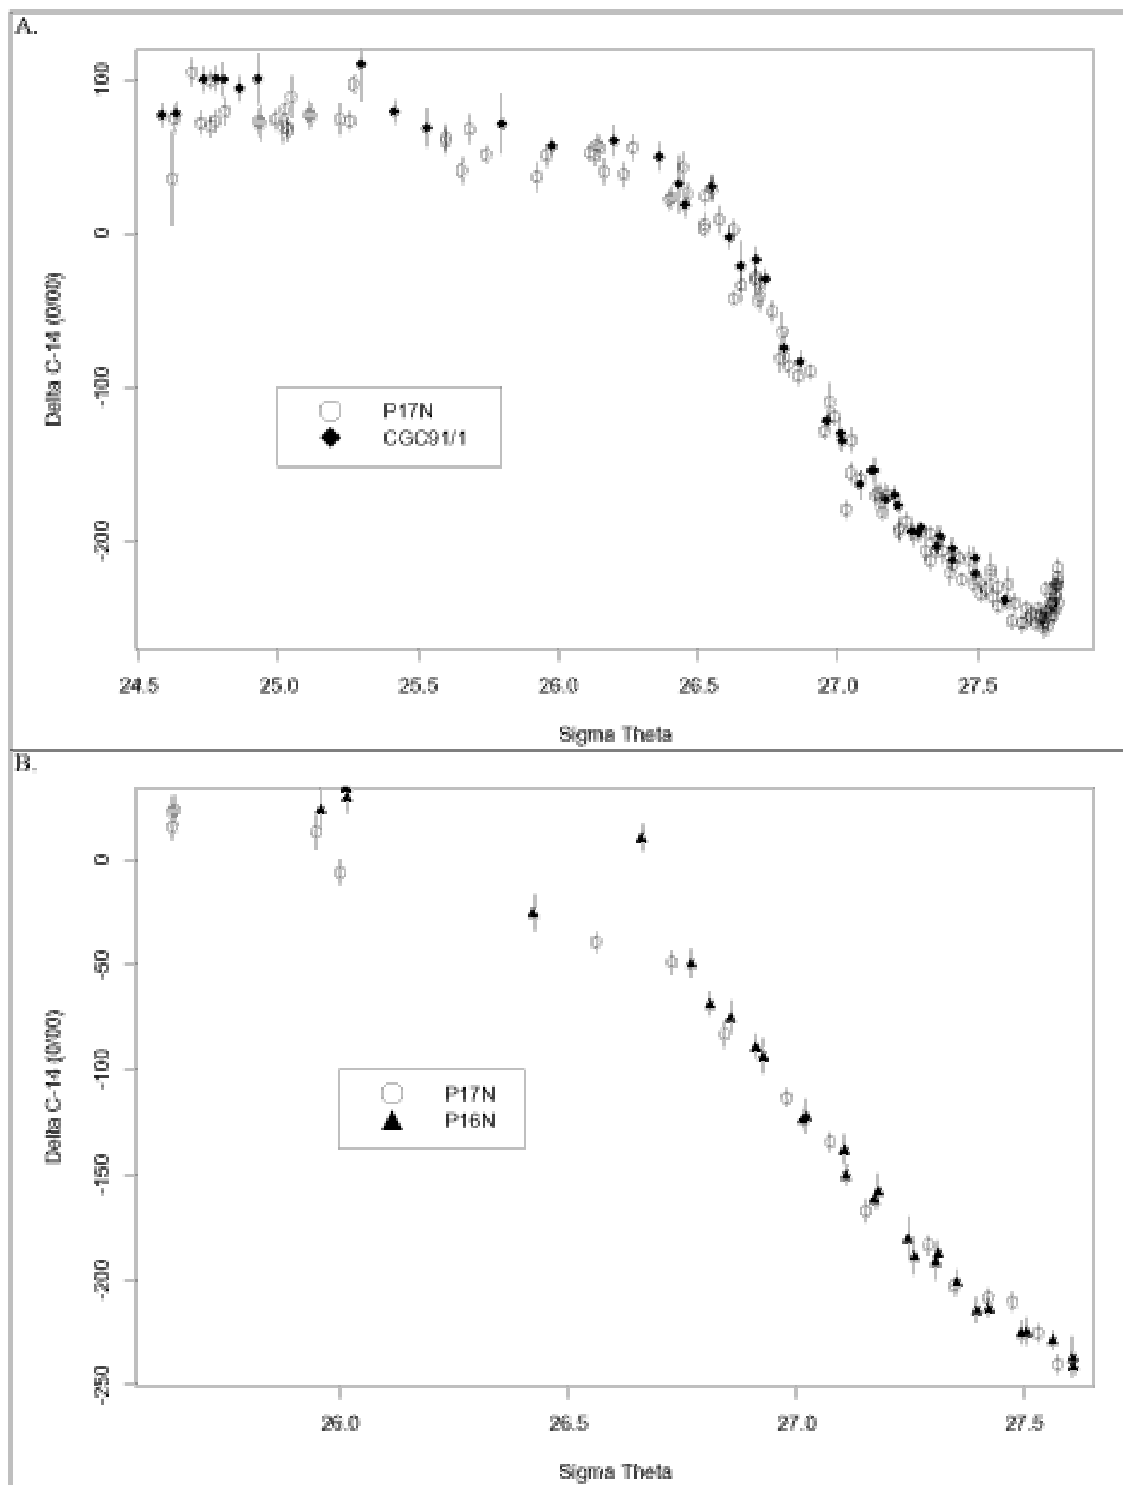 A.
100
0
-100
-200
Delta C-14 (0/00)
P17N
CGC91/1
24.5 25.0 25.5 26.0 26.5 27.0 27.5
Sigma Theta
B.
0
-50
-100
-150
-200
-250
Delta C-14 (0/00)
P17N
P16N
26.0 26.5 27.0 27.5
Sigma Theta